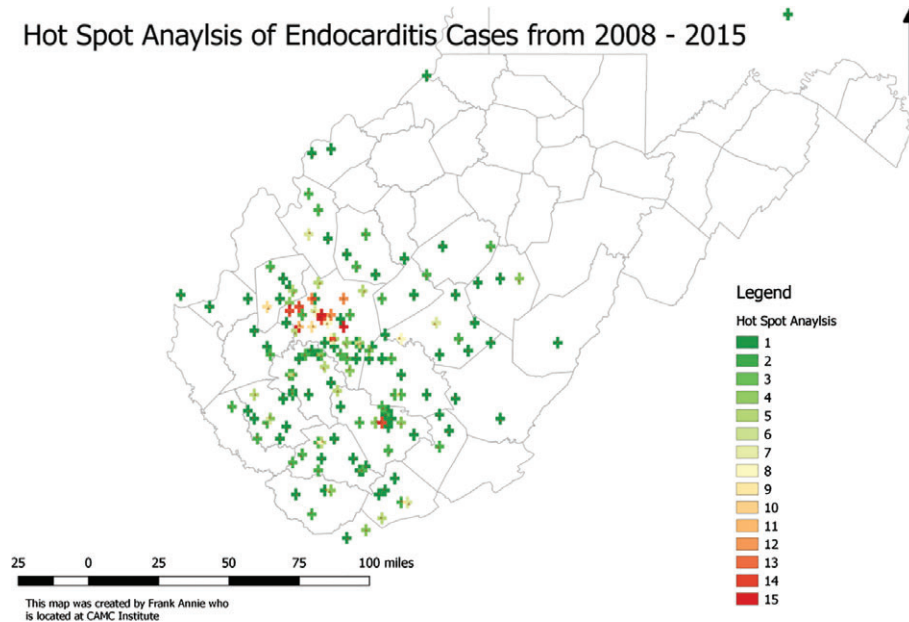 Hot Spot Anaylsis of Endocarditis Cases from 2008 - 2015
Legend
Hot Spot Anaylsis
1
2
3
4
5
6
7
8
9
10
11
12
13
14
15
25 0 25 50 75 100 miles
This map was created by Frank Annie who
is located at CAMC Institute